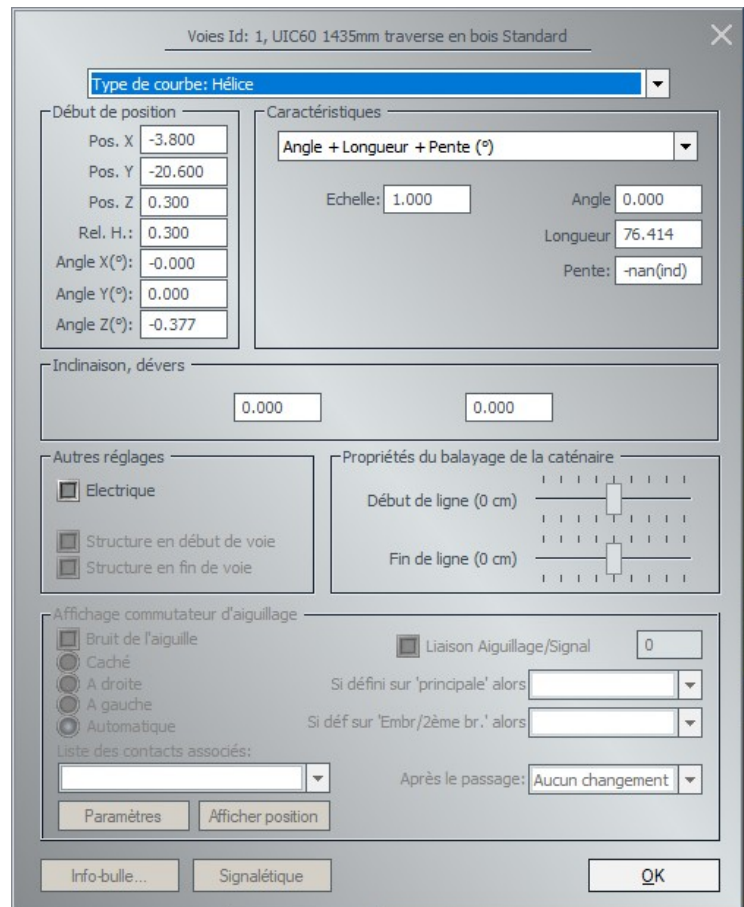 Voies Id: 1, UIC60 1435mm traverse en bois Standard
Type de courbe: Hélice
Début de position
Pos. X -3.800
Pos. Y -20.600
Pos. Z 0.300
Rel. H.: 0.300
Angle X(°): -0.000
Angle Y(°): 0.000
Angle Z(°): -0.377
Caractéristiques
Angle + Longueur + Pente (°)
Echelle: 1.000
Angle 0.000
Longueur 76.414
Pente: -nan(ind)
Inclinaison, dévers
0.000 0.000
Autres réglages
Electrique
Structure en début de voie
Structure en fin de voie
Propriétés du balayage de la caténaire
Début de ligne (0 cm)
Fin de ligne (0 cm)
Affichage commutateur d'aiguillage
Bruit de l'aiguille
Caché
A droite
A gauche
Automatique
Liste des contacts associés:
Paramètres Afficher position
Liaison Aiguillage/Signal 0
Si défini sur 'principale' alors
Si déf sur 'Embr/2ème br.' alors
Après le passage: Aucun changement
Info-bulle... Signalétique OK